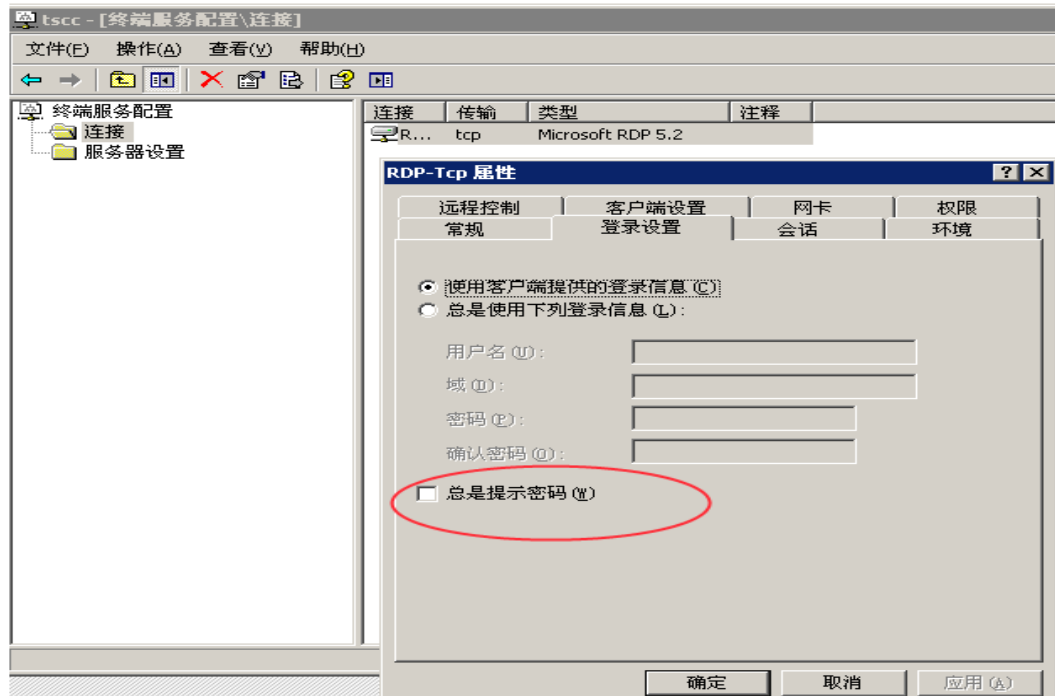 tscc - [终端服务配置\连接]
文件(F) 操作(A) 查看(V) 帮助(H)
终端服务配置
连接
服务器设置
连接 传输 类型 注释
R... tcp Microsoft RDP 5.2
RDP-Tcp 属性
远程控制 客户端设置 网卡 权限
常规 登录设置 会话 环境
使用客户端提供的登录信息(C)
总是使用下列登录信息(L):
用户名(U):
域(D):
密码(P):
确认密码(O):
总是提示密码(W)
确定 取消 应用(A)